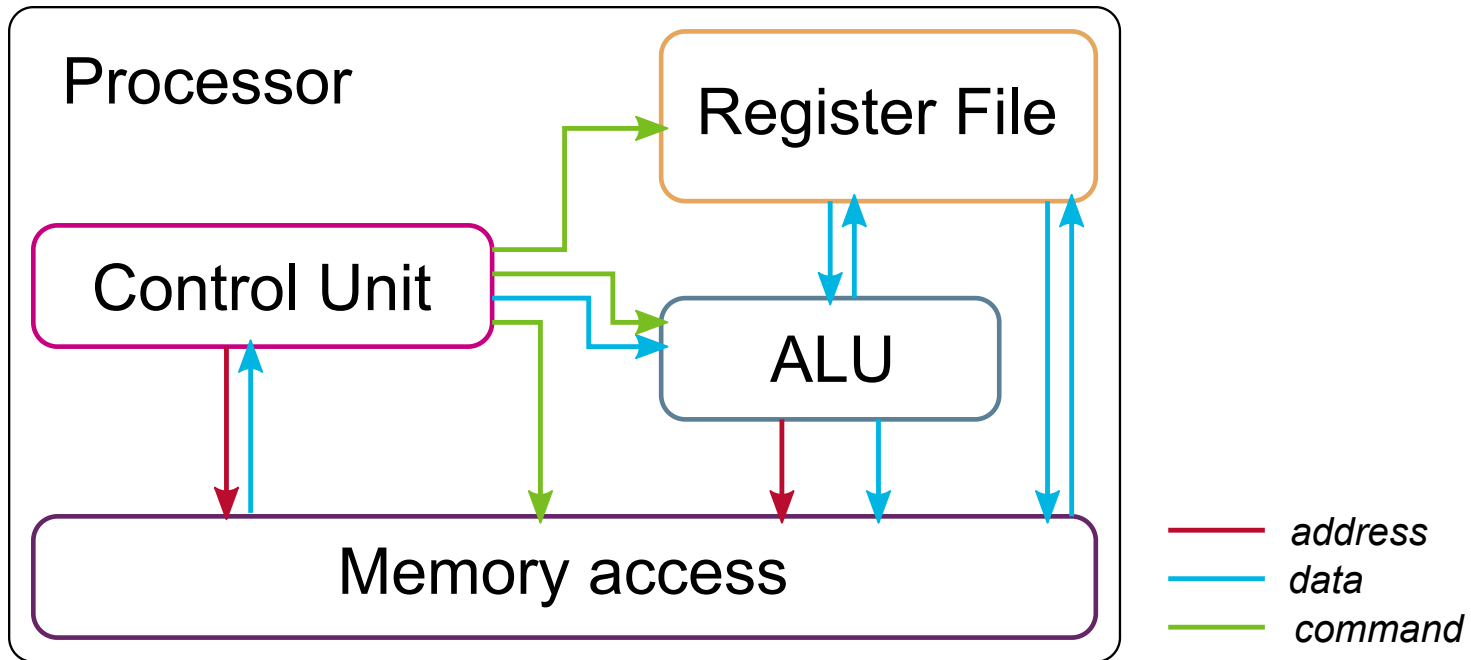 Processor
Register File
Control Unit
ALU
Memory access
address
data
command